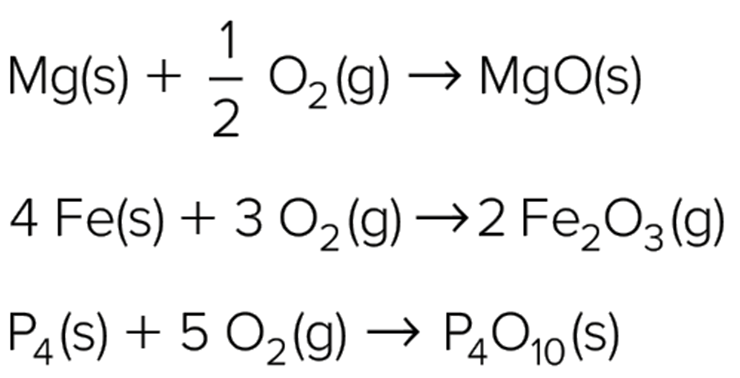 Mg(s) + 1/2 O₂(g) → MgO(s)
4 Fe(s) + 3 O₂(g) → 2 Fe₂O₃(g)
P₄(s) + 5 O₂(g) → P₄O₁₀(s)